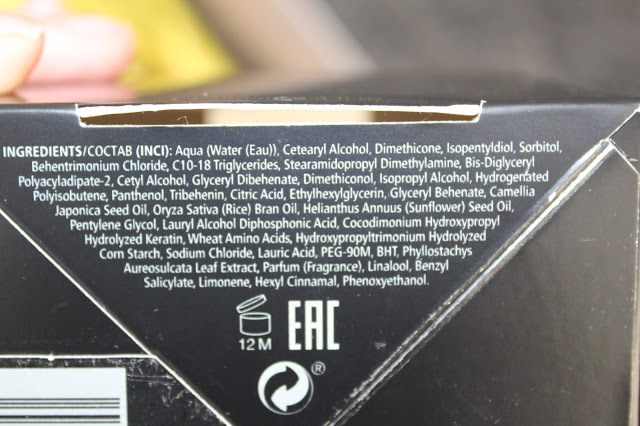 INGREDIENTS/СОСТАВ (INCI): Aqua (Water (Eau)), Cetearyl Alcohol, Dimethicone, Isopentyldiol, Sorbitol,
Behentrimonium Chloride, C10-18 Triglycerides, Stearamidopropyl Dimethylamine, Bis-Diglyceryl
Polyacyladipate-2, Cetyl Alcohol, Glyceryl Dibehenate, Dimethiconol, Isopropyl Alcohol, Hydrogenated
Polyisobutene, Panthenol, Tribehenin, Citric Acid, Ethylhexylglycerin, Glyceryl Behenate, Camellia
Japonica Seed Oil, Oryza Sativa (Rice) Bran Oil, Helianthus Annuus (Sunflower) Seed Oil,
Pentylene Glycol, Lauryl Alcohol Diphosphonic Acid, Cocodimonium Hydroxypropyl
Hydrolyzed Keratin, Wheat Amino Acids, Hydroxypropyltrimonium Hydrolyzed
Corn Starch, Sodium Chloride, Lauric Acid, PEG-90M, BHT, Phyllostachys
Aureosulcata Leaf Extract, Parfum (Fragrance), Linalool, Benzyl
Salicylate, Limonene, Hexyl Cinnamal, Phenoxyethanol.
12 M EAC
®